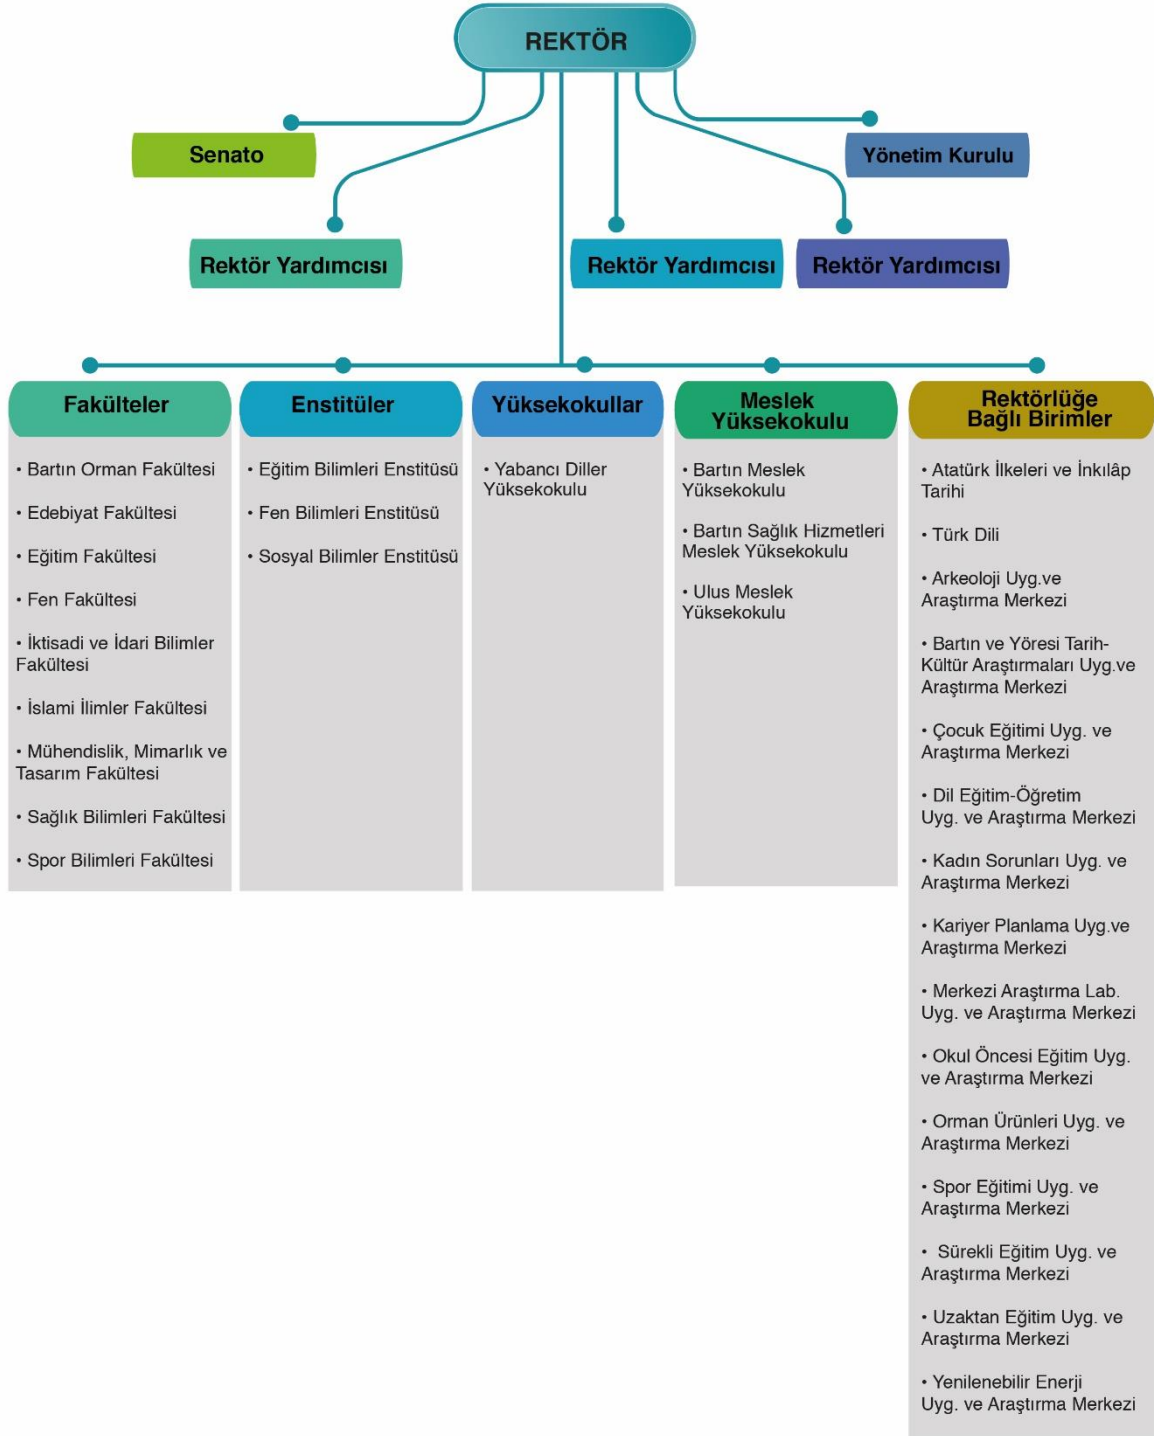 REKTÖR
Senato
Yönetim Kurulu
Rektör Yardımcısı
Rektör Yardımcısı
Rektör Yardımcısı
Fakülteler
• Bartın Orman Fakültesi
• Edebiyat Fakültesi
• Eğitim Fakültesi
• Fen Fakültesi
• İktisadi ve İdari Bilimler
Fakültesi
• İslami İlimler Fakültesi
• Mühendislik, Mimarlık ve
Tasarım Fakültesi
• Sağlık Bilimleri Fakültesi
• Spor Bilimleri Fakültesi
Enstitüler
• Eğitim Bilimleri Enstitüsü
• Fen Bilimleri Enstitüsü
• Sosyal Bilimler Enstitüsü
Yüksekokullar
• Yabancı Diller
Yüksekokulu
Meslek
Yüksekokulu
• Bartın Meslek
Yüksekokulu
• Bartın Sağlık Hizmetleri
Meslek Yüksekokulu
• Ulus Meslek
Yüksekokulu
Rektörlüğe
Bağlı Birimler
• Atatürk İlkeleri ve İnkılâp
Tarihi
• Türk Dili
• Arkeoloji Uyg.ve
Araştırma Merkezi
• Bartın ve Yöresi Tarih-
Kültür Araştırmaları Uyg.ve
Araştırma Merkezi
• Çocuk Eğitimi Uyg. ve
Araştırma Merkezi
• Dil Eğitim-Öğretim
Uyg. ve Araştırma Merkezi
• Kadın Sorunları Uyg. ve
Araştırma Merkezi
• Kariyer Planlama Uyg.ve
Araştırma Merkezi
• Merkezi Araştırma Lab.
Uyg. ve Araştırma Merkezi
• Okul Öncesi Eğitim Uyg.
ve Araştırma Merkezi
• Orman Ürünleri Uyg. ve
Araştırma Merkezi
• Spor Eğitimi Uyg. ve
Araştırma Merkezi
• Sürekli Eğitim Uyg. ve
Araştırma Merkezi
• Uzaktan Eğitim Uyg. ve
Araştırma Merkezi
• Yenilenebilir Enerji
Uyg. ve Araştırma Merkezi